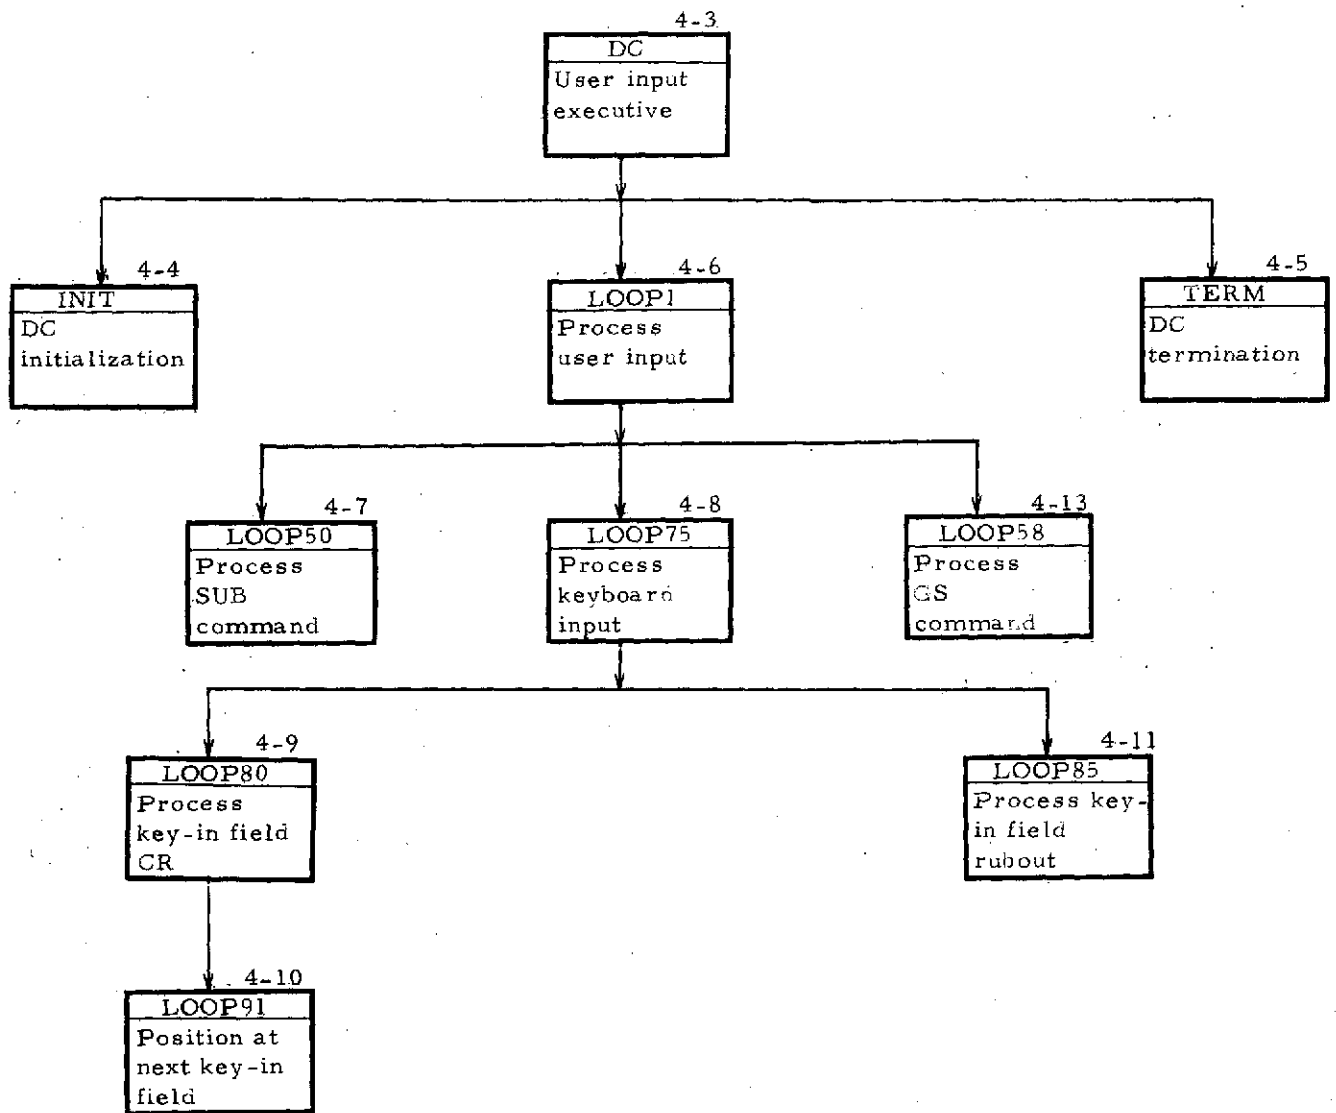 4-3
DC
User input
executive
4-4
INIT
DC
initialization
4-6
LOOP1
Process
user input
4-5
TERM
DC
termination
4-7
LOOP50
Process
SUB
command
4-8
LOOP75
Process
keyboard
input
4-13
LOOP58
Process
GS
command
4-9
LOOP80
Process
key-in field
CR
4-11
LOOP85
Process key-
in field
rubout
4-10
LOOP91
Position at
next key-in
field